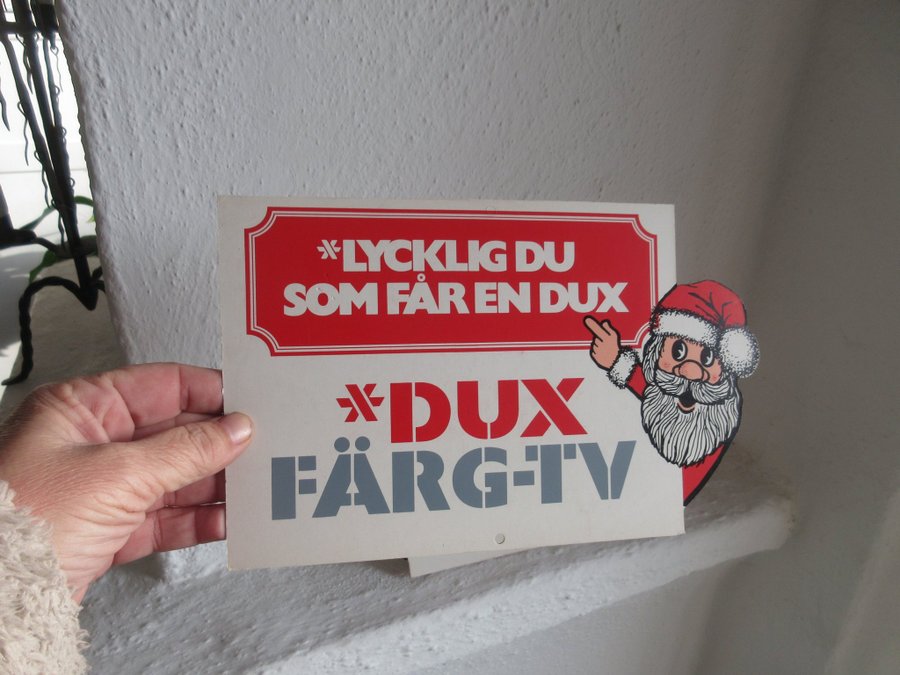 *LYCKLIG DU
SOM FÅR EN DUX
*DUX
FÄRG-TV